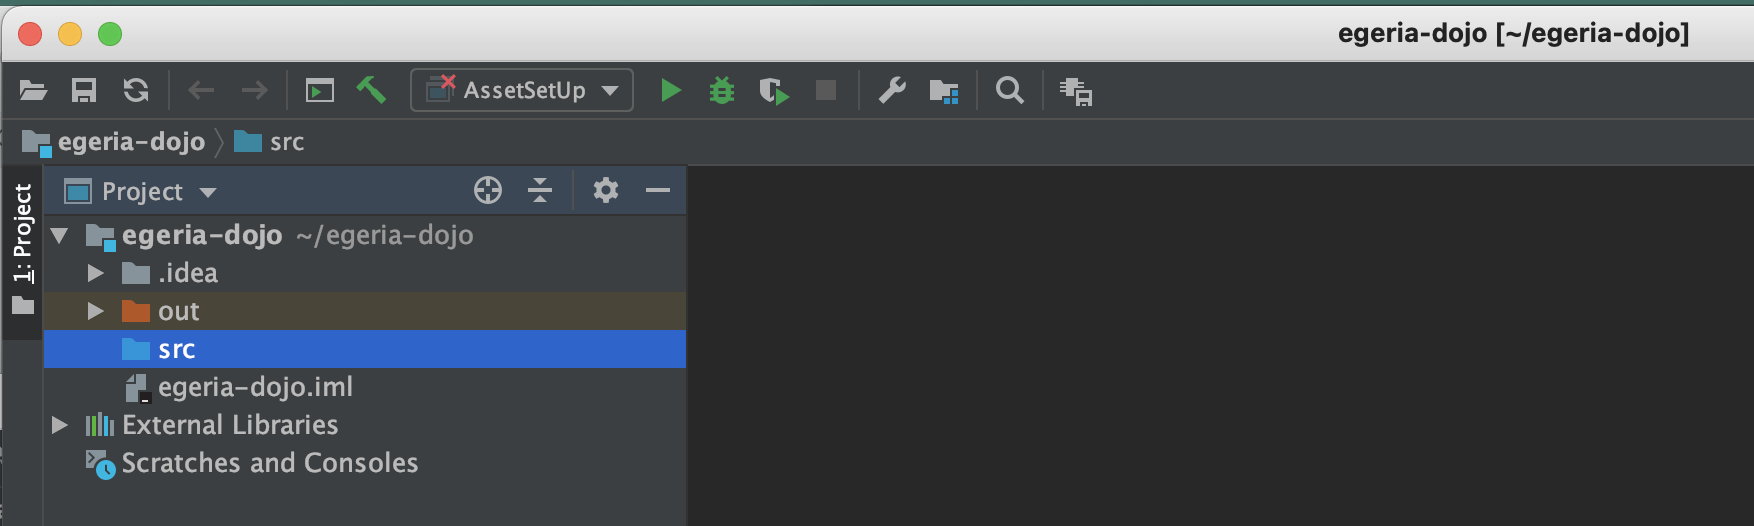 egeria-dojo [~/egeria-dojo]
AssetSetUp
egeria-dojo
src
1: Project
Project
egeria-dojo ~/egeria-dojo
.idea
out
src
egeria-dojo.iml
External Libraries
Scratches and Consoles